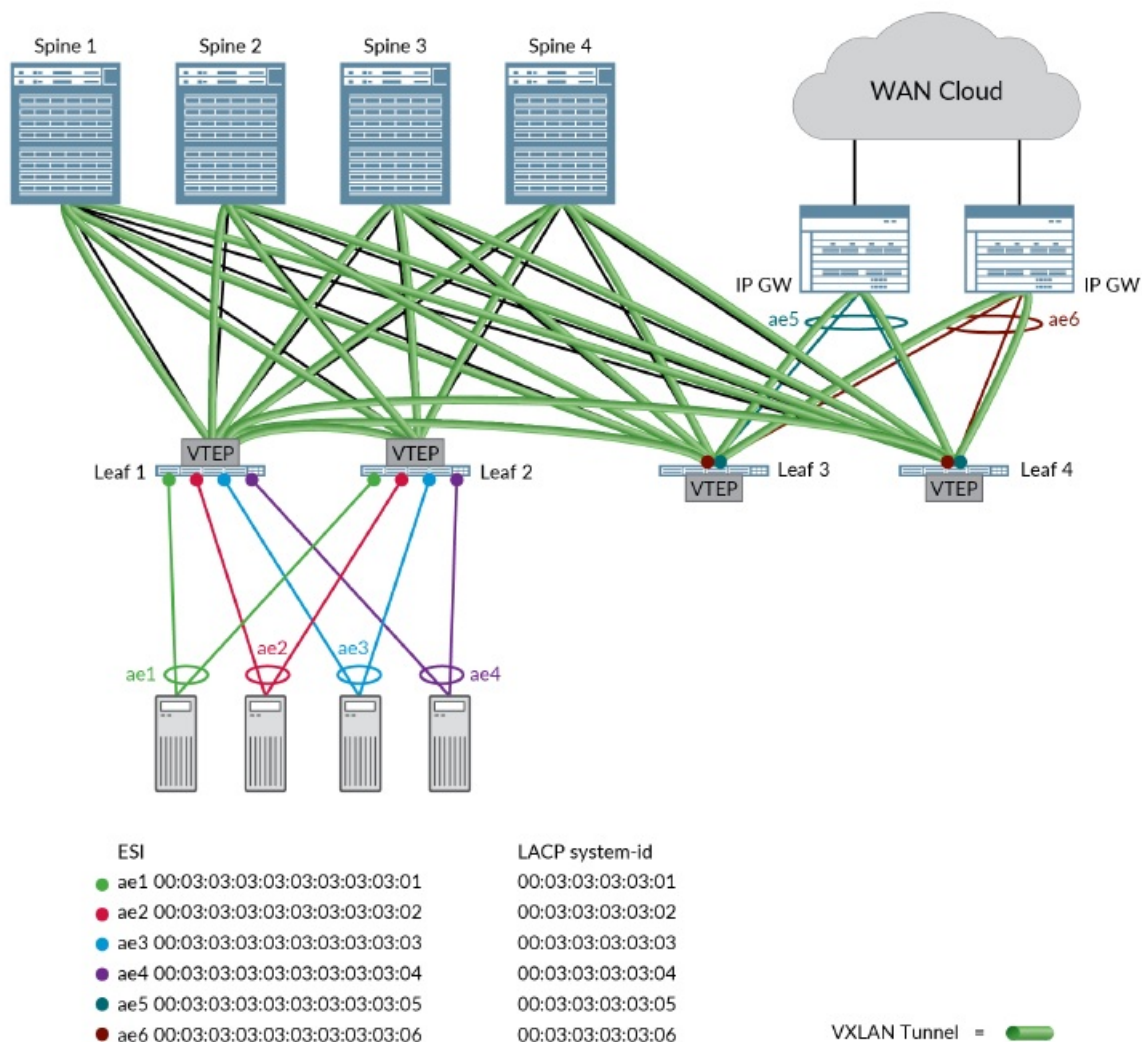 Spine 1
Spine 2
Spine 3
Spine 4
WAN Cloud
IP GW
IP GW
ae5
ae6
VTEP
VTEP
Leaf 1
Leaf 2
Leaf 3
Leaf 4
VTEP
VTEP
ae1
ae2
ae3
ae4
ESI
LACP system-id
ae1 00:03:03:03:03:03:03:03:03:01
00:03:03:03:03:01
ae2 00:03:03:03:03:03:03:03:03:02
00:03:03:03:03:02
ae3 00:03:03:03:03:03:03:03:03:03
00:03:03:03:03:03
ae4 00:03:03:03:03:03:03:03:03:04
00:03:03:03:03:04
ae5 00:03:03:03:03:03:03:03:03:05
00:03:03:03:03:05
ae6 00:03:03:03:03:03:03:03:03:06
00:03:03:03:03:06
VXLAN Tunnel =